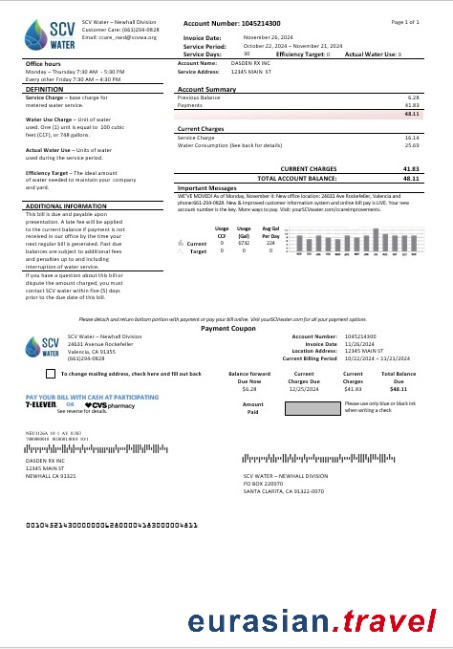 SCV WATER
SCV Water – Newhall Division
Customer Care: (661)294-0828
Account Number: 1045214300
Page 1 of 1
Invoice Date: November 26, 2024
Service Period: October 22, 2024 – November 21, 2024
Service Days: 30 Efficiency Target: 0 Actual Water Use: 0
Office hours
Monday – Thursday 7:30 AM - 5:00 PM
Every other Friday 7:30 AM – 4:30 PM
Account Name: DASDEN RX INC
Service Address: 12345 MAIN ST
DEFINITION
Service Charge – base charge for
metered water service.
Water Use Charge – Unit of water
used. One (1) unit is equal to 100 cubic
feet (CCF), or 748 gallons.
Actual Water Use – Units of water
used during the service period.
Efficiency Target – The ideal amount
of water needed to maintain your company
and yard.
Account Summary
Previous Balance 6.28
Payments 41.83
48.11
Current Charges
Service Charge 16.14
Water Consumption (See back for details) 25.69
CURRENT CHARGES 41.83
TOTAL ACCOUNT BALANCE: 48.11
ADDITIONAL INFORMATION
This bill is due and payable upon
presentation. A late fee will be applied
to the current balance if payment is not
received in our office by the time your
next regular bill is generated. Past due
balances are subject to additional fees
and penalties up to and including
interruption of water service.
If you have a question about this bill or
dispute the amount charged, you must
contact SCV water within five (5) days
prior to the due date of this bill.
Important Messages
WE'VE MOVED! As of Monday, November 4: New office location: 24631 Ave Rockefeller, Valencia and
phone:661-294-0828. New & improved customer information system and online bill pay is LIVE. Your new
account number is the key. More ways to pay. Visit: yourSCVwater.com/careimprovements.
Usage CCF Usage Gal Avg Gal Per Day
Current 9 6732 224
Target 0 0 0
Please detach and return bottom portion with payment or pay your bill online. Visit yourSCVwater.com for all your payment options.
Payment Coupon
SCV WATER
SCV Water – Newhall Division
24631 Avenue Rockefeller
Valencia, CA 91355
(661)294-0828
Account Number: 1045214300
Invoice Date 11/26/2024
Location Address: 12345 MAIN ST
Current Billing Period 10/22/2024 – 11/21/2024
To change mailing address, check here and fill out back
Balance forward Due Now $6.28
Current Charges Due 12/25/2024
Current Charges $41.83
Total Balance Due $48.11
PAY YOUR BILL WITH CASH AT PARTICIPATING
7-ELEVEN OR CVS pharmacy
See reverse for details.
Amount Paid
Please use only blue or black ink
when writing a check
DASDEN RX INC
12345 MAIN ST
NEWHALL CA 91321
SCV WATER – NEWHALL DIVISION
PO BOX 220970
SANTA CLARITA, CA 91322-0970
eurasian.travel